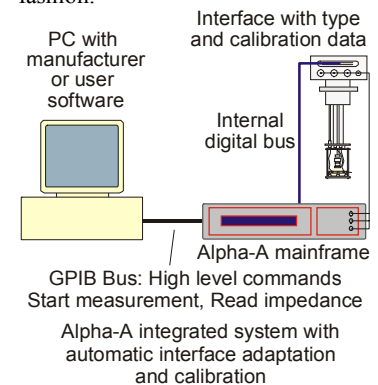 fashion.
Interface with type
and calibration data
PC with
manufacturer
or user
software
Internal
digital bus
Alpha-A mainframe
GPIB Bus: High level commands
Start measurement, Read impedance
Alpha-A integrated system with
automatic interface adaptation
and calibration